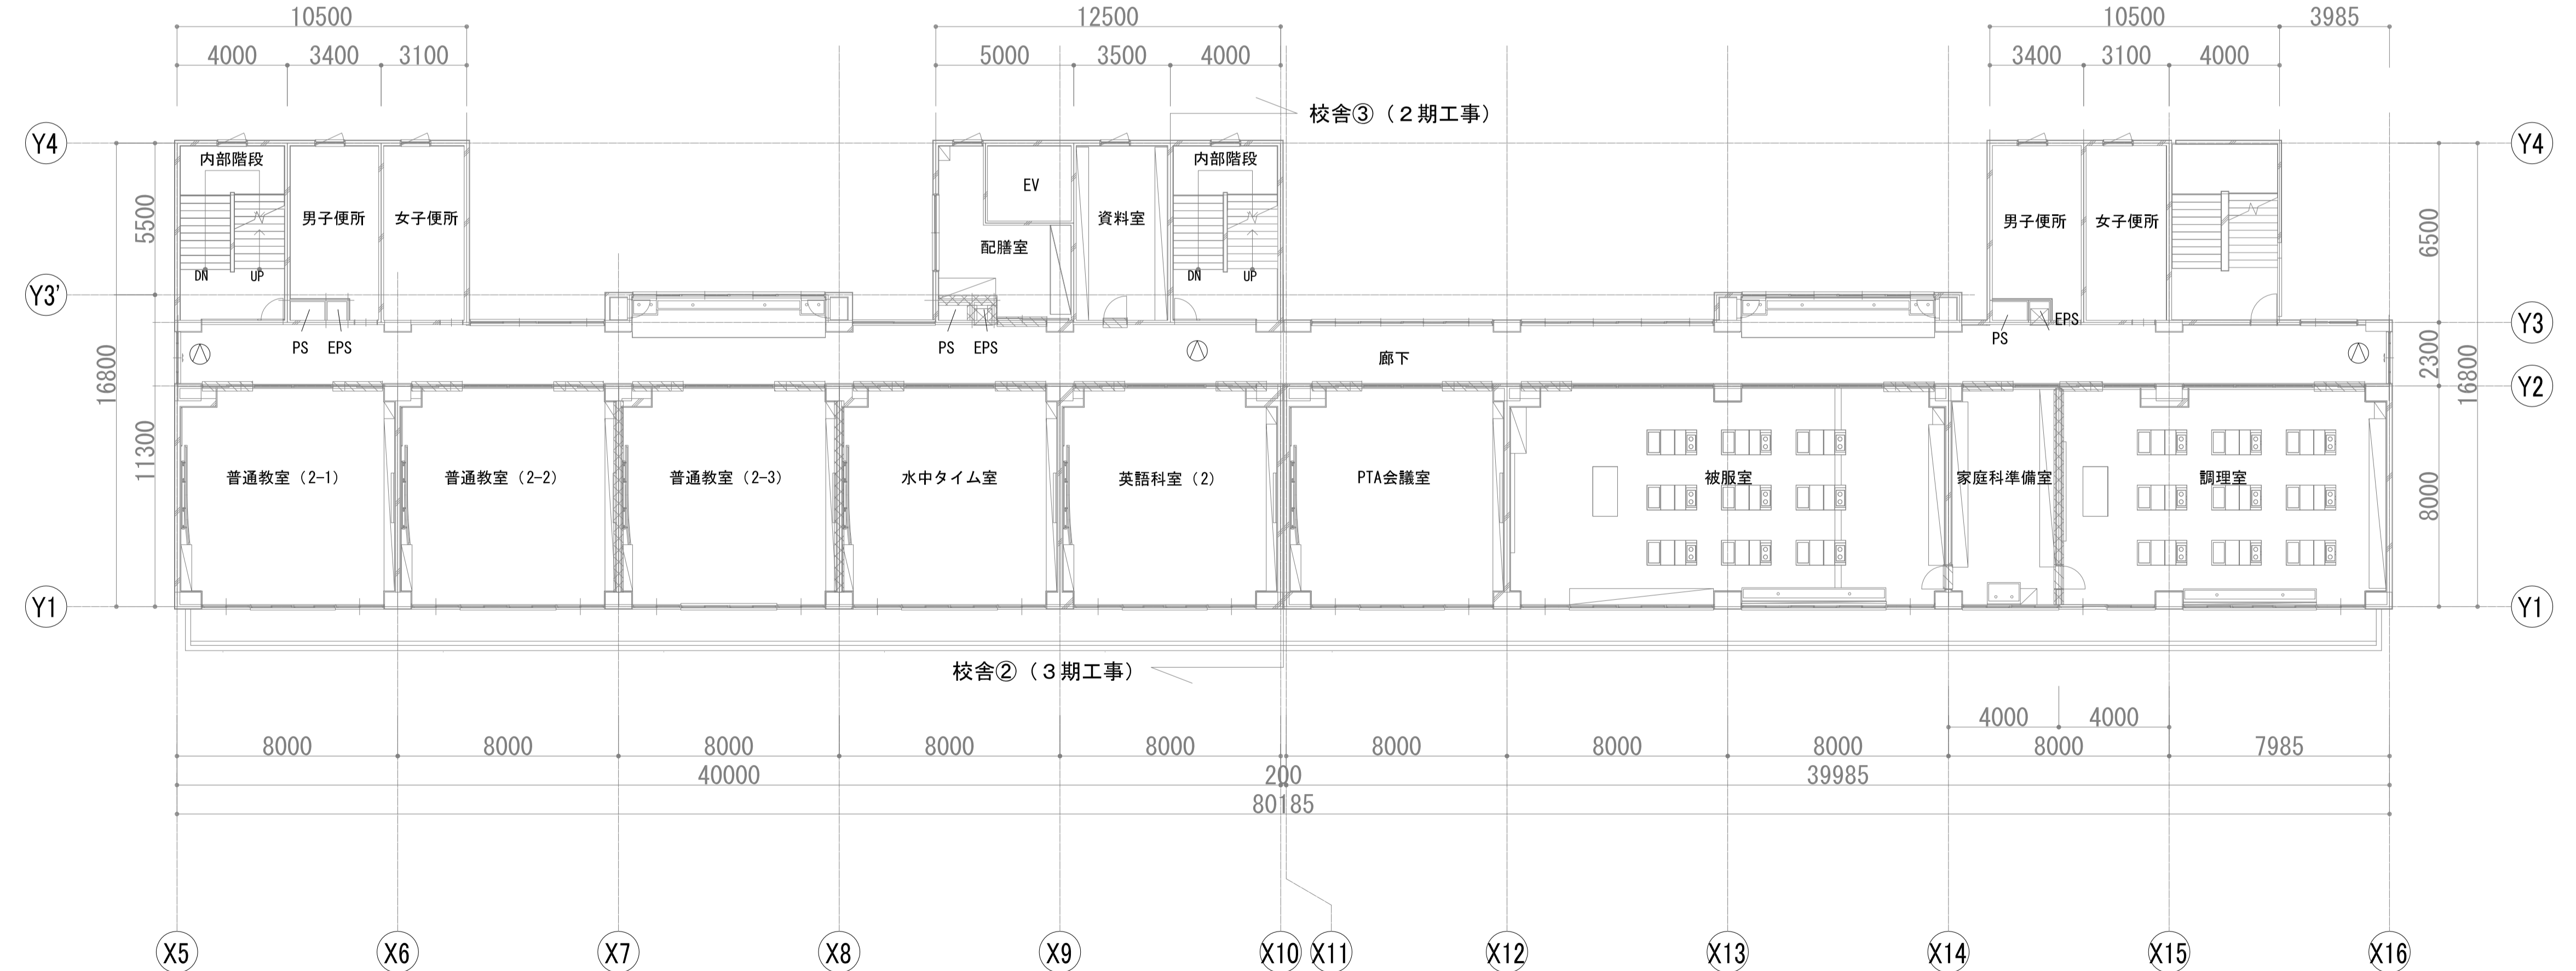 10500 12500 10500 3985
4000 3400 3100 5000 3500 4000 3400 3100 4000
校舎③（２期工事）
Y4 Y4
内部階段 内部階段
EV
男子便所 女子便所 資料室 男子便所 女子便所
5500 6500
配膳室
DN UP DN UP
Y3' Y3
PS EPS PS EPS PS EPS
廊下
2300
16800 16800
Y2
11300 8000
普通教室（2-1） 普通教室（2-2） 普通教室（2-3） 水中タイム室 英語科室（2） PTA会議室 被服室 家庭科準備室 調理室
Y1 Y1
校舎②（３期工事）
4000 4000
8000 8000 8000 8000 8000 8000 8000 8000 8000 7985
40000 200 39985
80185
X5 X6 X7 X8 X9 X10 X11 X12 X13 X14 X15 X16